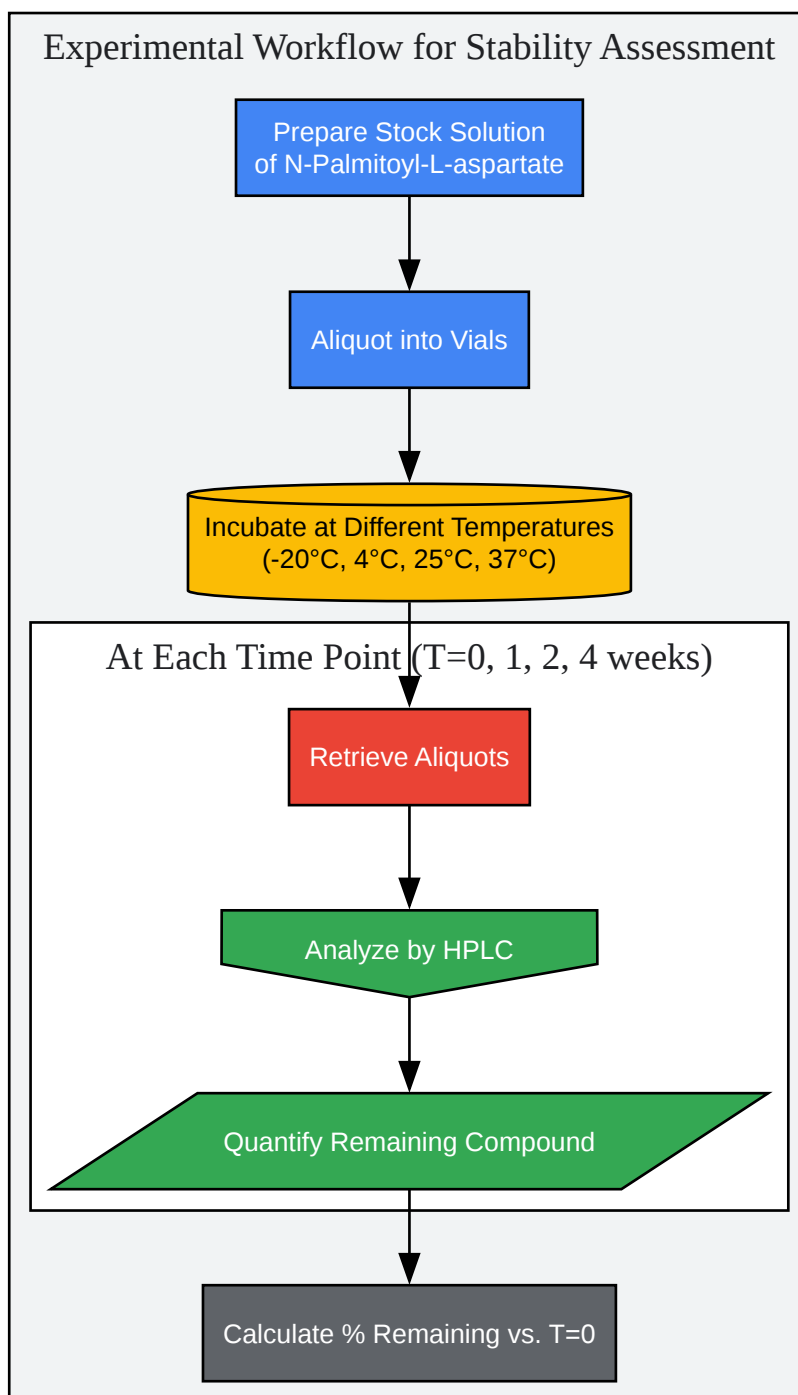 Experimental Workflow for Stability Assessment
Prepare Stock Solution
of N-Palmitoyl-L-aspartate
Aliquot into Vials
Incubate at Different Temperatures
(-20°C, 4°C, 25°C, 37°C)
At Each Time Point (T=0, 1, 2, 4 weeks)
Retrieve Aliquots
Analyze by HPLC
Quantify Remaining Compound
Calculate % Remaining vs. T=0